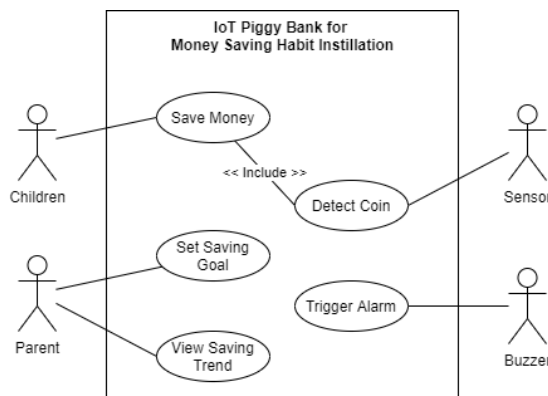 IoT Piggy Bank for
Money Saving Habit Instillation
Save Money
<< Include >>
Children
Detect Coin
Sensor
Set Saving
Goal
Trigger Alarm
Parent
View Saving
Trend
Buzzer